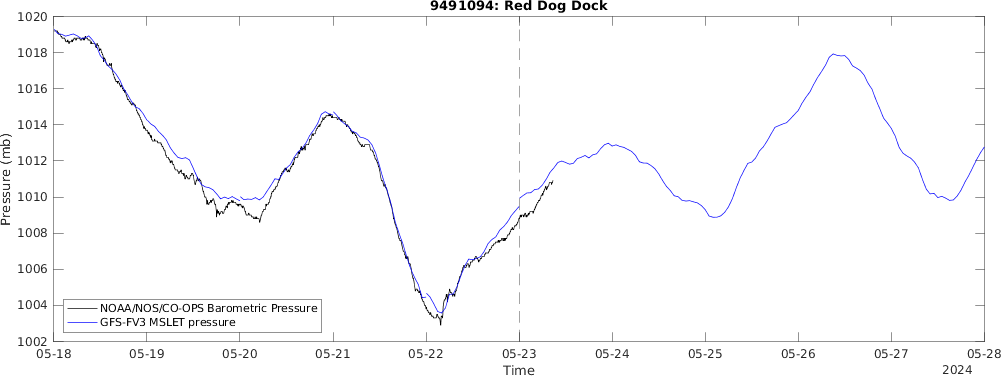 9491094: Red Dog Dock
1020
1018
1016
1014
1012
1010
1008
1006
1004
1002
Pressure (mb)
NOAA/NOS/CO-OPS Barometric Pressure
GFS-FV3 MSLET pressure
05-18 05-19 05-20 05-21 05-22 05-23 05-24 05-25 05-26 05-27 05-28
Time
2024